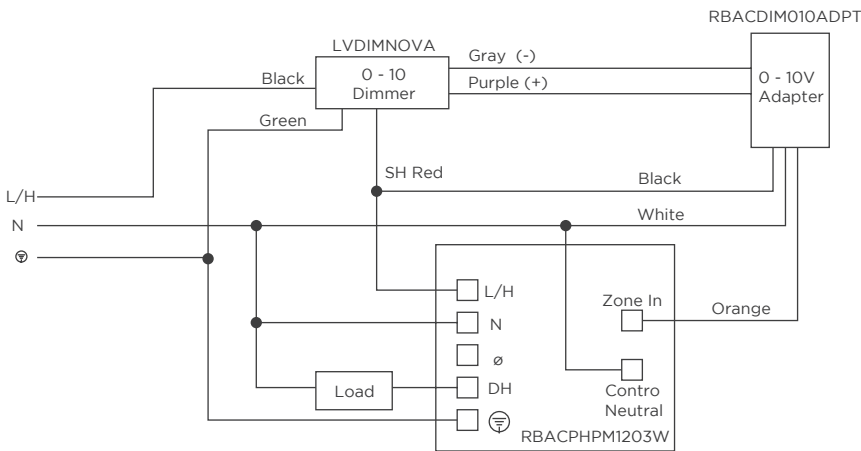 RBACDIM010ADPT
LVDIMNOVA
Gray (-)
Black
0 - 10
Dimmer
Purple (+)
0 - 10V
Adapter
Green
SH Red
Black
L/H
White
N
L/H
Zone In
Orange
N
ø
Load
DH
Contro
Neutral
RBACPHPM1203W